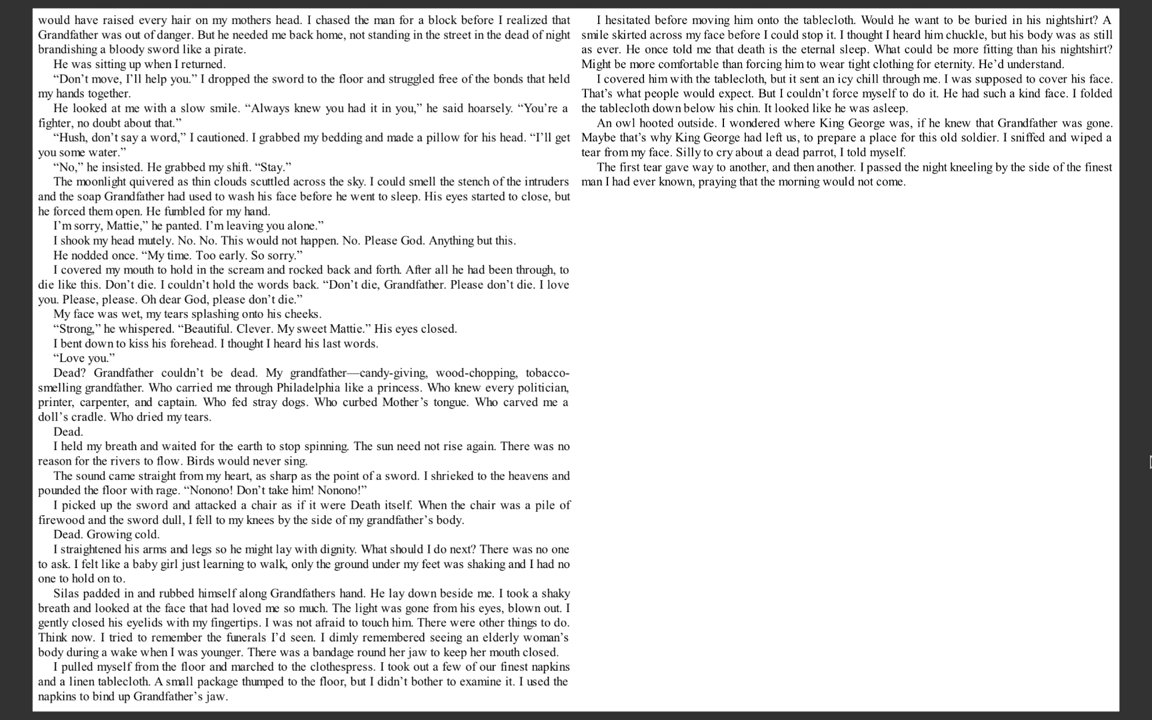 would have raised every hair on my mothers head. I chased the man for a block before I realized that
Grandfather was out of danger. But he needed me back home, not standing in the street in the dead of night
brandishing a bloody sword like a pirate.
He was sitting up when I returned.
“Don’t move, I’ll help you.” I dropped the sword to the floor and struggled free of the bonds that held
my hands together.
He looked at me with a slow smile. “Always knew you had it in you,” he said hoarsely. “You’re a
fighter, no doubt about that.”
“Hush, don’t say a word,” I cautioned. I grabbed my bedding and made a pillow for his head. “I’ll get
you some water.”
“No,” he insisted. He grabbed my shift. “Stay.”
The moonlight quivered as thin clouds scuttled across the sky. I could smell the stench of the intruders
and the soap Grandfather had used to wash his face before he went to sleep. His eyes started to close, but
he forced them open. He fumbled for my hand.
I’m sorry, Mattie,” he panted. I’m leaving you alone.”
I shook my head mutely. No. No. This would not happen. No. Please God. Anything but this.
He nodded once. “My time. Too early. So sorry.”
I covered my mouth to hold in the scream and rocked back and forth. After all he had been through, to
die like this. Don’t die. I couldn’t hold the words back. “Don’t die, Grandfather. Please don’t die. I love
you. Please, please. Oh dear God, please don’t die.”
My face was wet, my tears splashing onto his cheeks.
“Strong,” he whispered. “Beautiful. Clever. My sweet Mattie.” His eyes closed.
I bent down to kiss his forehead. I thought I heard his last words.
“Love you.”
Dead? Grandfather couldn’t be dead. My grandfather—candy-giving, wood-chopping, tobacco-
smelling grandfather. Who carried me through Philadelphia like a princess. Who knew every politician,
printer, carpenter, and captain. Who fed stray dogs. Who curbed Mother’s tongue. Who carved me a
doll’s cradle. Who dried my tears.
Dead.
I held my breath and waited for the earth to stop spinning. The sun need not rise again. There was no
reason for the rivers to flow. Birds would never sing.
The sound came straight from my heart, as sharp as the point of a sword. I shrieked to the heavens and
pounded the floor with rage. “Nonono! Don’t take him! Nonono!”
I picked up the sword and attacked a chair as if it were Death itself. When the chair was a pile of
firewood and the sword dull, I fell to my knees by the side of my grandfather’s body.
Dead. Growing cold.
I straightened his arms and legs so he might lay with dignity. What should I do next? There was no one
to ask. I felt like a baby girl just learning to walk, only the ground under my feet was shaking and I had no
one to hold on to.
Silas padded in and rubbed himself along Grandfathers hand. He lay down beside me. I took a shaky
breath and looked at the face that had loved me so much. The light was gone from his eyes, blown out. I
gently closed his eyelids with my fingertips. I was not afraid to touch him. There were other things to do.
Think now. I tried to remember the funerals I’d seen. I dimly remembered seeing an elderly woman’s
body during a wake when I was younger. There was a bandage round her jaw to keep her mouth closed.
I pulled myself from the floor and marched to the clothespress. I took out a few of our finest napkins
and a linen tablecloth. A small package thumped to the floor, but I didn’t bother to examine it. I used the
napkins to bind up Grandfather’s jaw.
I hesitated before moving him onto the tablecloth. Would he want to be buried in his nightshirt? A
smile skirted across my face before I could stop it. I thought I heard him chuckle, but his body was as still
as ever. He once told me that death is the eternal sleep. What could be more fitting than his nightshirt?
Might be more comfortable than forcing him to wear tight clothing for eternity. He’d understand.
I covered him with the tablecloth, but it sent an icy chill through me. I was supposed to cover his face.
That’s what people would expect. But I couldn’t force myself to do it. He had such a kind face. I folded
the tablecloth down below his chin. It looked like he was asleep.
An owl hooted outside. I wondered where King George was, if he knew that Grandfather was gone.
Maybe that’s why King George had left us, to prepare a place for this old soldier. I sniffed and wiped a
tear from my face. Silly to cry about a dead parrot, I told myself.
The first tear gave way to another, and then another. I passed the night kneeling by the side of the finest
man I had ever known, praying that the morning would not come.